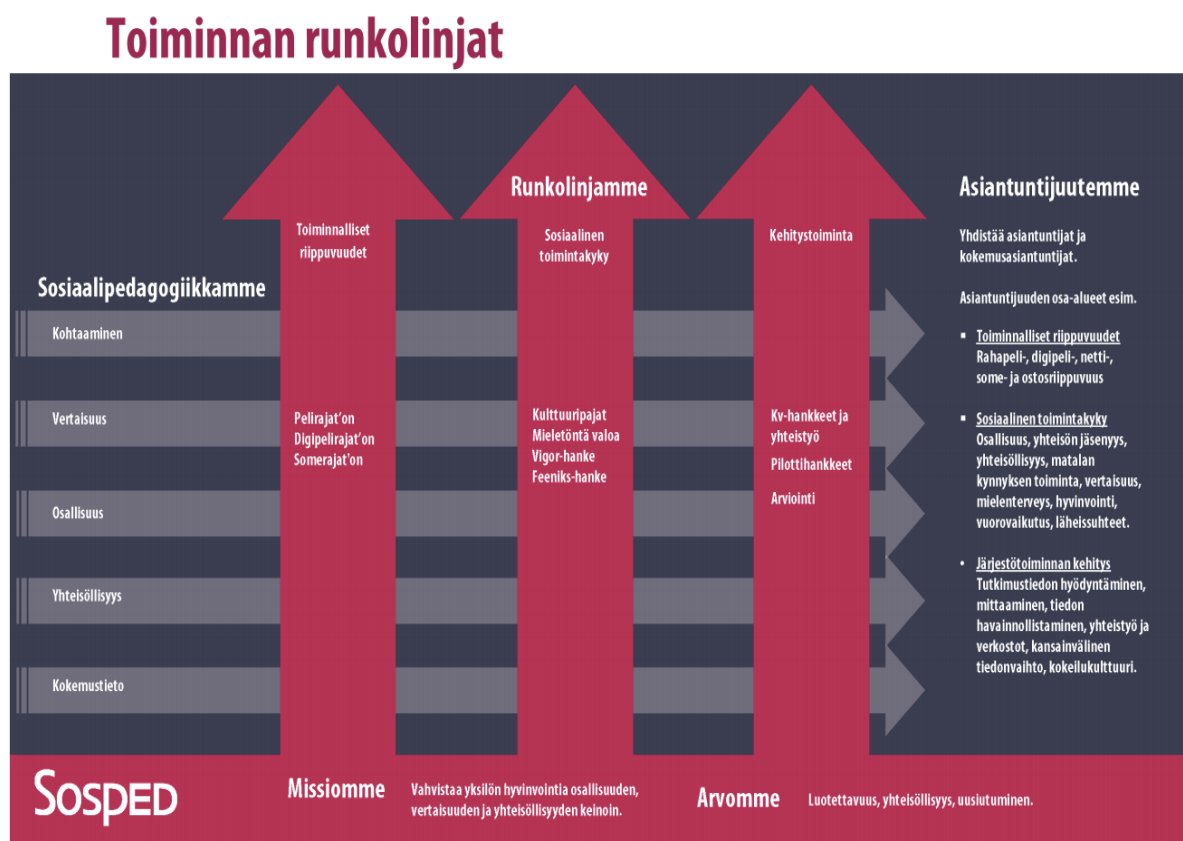 Toiminnan runkolinjat
Runkolinjamme
Toiminnalliset
riippuvuudet
Sosiaalinen
toimintakyky
Kehitystoiminta
Sosiaalipedagogiikkamme
Kohtaaminen
Vertaisuus
Osallisuus
Yhteisöllisyys
Kokemustieto
Pelirajat’on
Digipelirajat’on
Somerajat'on
Kulttuuripajat
Mieletöntä valoa
Vigor-hanke
Feeniks-hanke
Kv-hankkeet ja
yhteistyö
Pilottihankkeet
Arviointi
Asiantuntijuutemme
Yhdistää asiantuntijat ja
kokemusasiantuntijat.
Asiantuntijuuden osa-alueet esim.
▪ Toiminnalliset riippuvuudet
Rahapeli-, digipeli-, netti-,
some- ja ostosriippuvuus
▪ Sosiaalinen toimintakyky
Osallisuus, yhteisön jäsenyys,
yhteisöllisyys, matalan
kynnyksen toiminta, vertaisuus,
mielenterveys, hyvinvointi,
vuorovaikutus, läheissuhteet.
• Järjestötoiminnan kehitys
Tutkimustiedon hyödyntäminen,
mittaaminen, tiedon
havainnollistaminen, yhteistyö ja
verkostot, kansainvälinen
tiedonvaihto, kokeilukulttuuri.
SOSPED
Missiomme
Vahvistaa yksilön hyvinvointia osallisuuden,
vertaisuuden ja yhteisöllisyyden keinoin.
Arvomme
Luotettavuus, yhteisöllisyys, uusiutuminen.